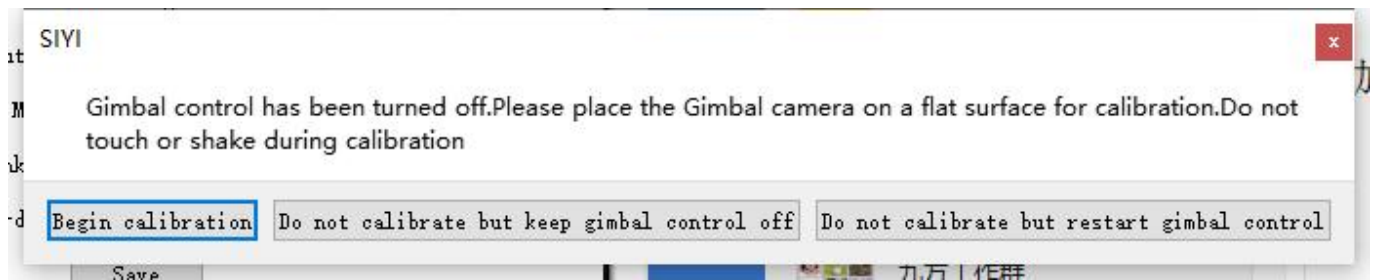 SIYI
x
Gimbal control has been turned off.Please place the Gimbal camera on a flat surface for calibration.Do not
touch or shake during calibration
Begin calibration Do not calibrate but keep gimbal control off Do not calibrate but restart gimbal control
Save